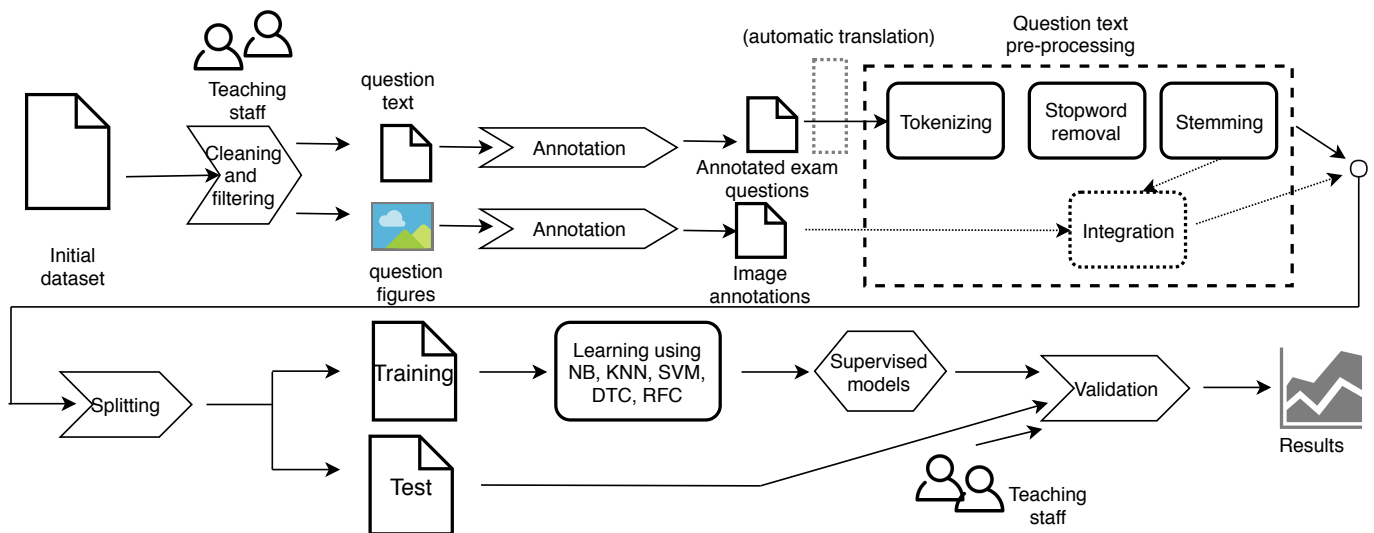 (automatic translation)
Question text
pre-processing
Teaching
staff
question
text
Cleaning
and
filtering
Annotation
Annotated exam
questions
Tokenizing
Stopword
removal
Stemming
Initial
dataset
question
figures
Annotation
Image
annotations
Integration
Splitting
Training
Test
Learning using
NB, KNN, SVM,
DTC, RFC
Supervised
models
Validation
Teaching
staff
Results